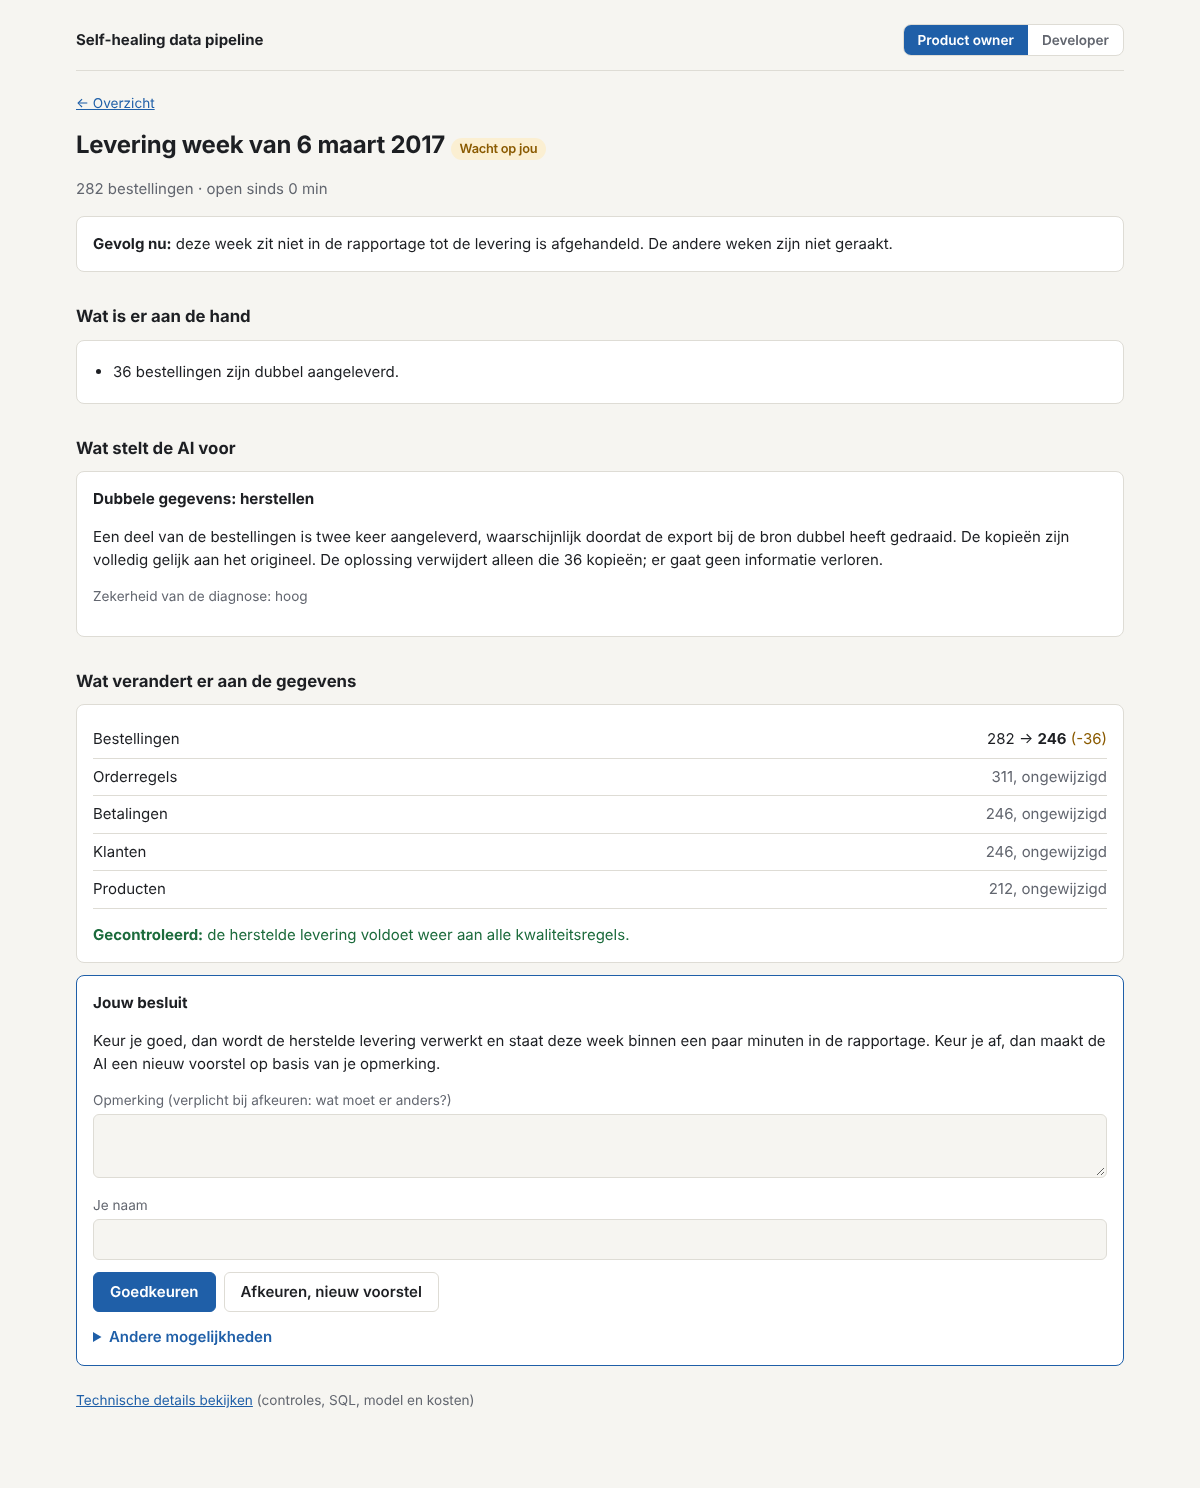 Self-healing data pipeline
Product owner
Developer
← Overzicht
Levering week van 6 maart 2017
Wacht op jou
282 bestellingen · open sinds 0 min
Gevolg nu: deze week zit niet in de rapportage tot de levering is afgehandeld. De andere weken zijn niet geraakt.
Wat is er aan de hand
• 36 bestellingen zijn dubbel aangeleverd.
Wat stelt de AI voor
Dubbele gegevens: herstellen
Een deel van de bestellingen is twee keer aangeleverd, waarschijnlijk doordat de export bij de bron dubbel heeft gedraaid. De kopieën zijn
volledig gelijk aan het origineel. De oplossing verwijdert alleen die 36 kopieën; er gaat geen informatie verloren.
Zekerheid van de diagnose: hoog
Wat verandert er aan de gegevens
Bestellingen 282 → 246 (-36)
Orderregels 311, ongewijzigd
Betalingen 246, ongewijzigd
Klanten 246, ongewijzigd
Producten 212, ongewijzigd
Gecontroleerd: de herstelde levering voldoet weer aan alle kwaliteitsregels.
Jouw besluit
Keur je goed, dan wordt de herstelde levering verwerkt en staat deze week binnen een paar minuten in de rapportage. Keur je af, dan maakt de
AI een nieuw voorstel op basis van je opmerking.
Opmerking (verplicht bij afkeuren: wat moet er anders?)
Je naam
Goedkeuren
Afkeuren, nieuw voorstel
▶ Andere mogelijkheden
Technische details bekijken (controles, SQL, model en kosten)